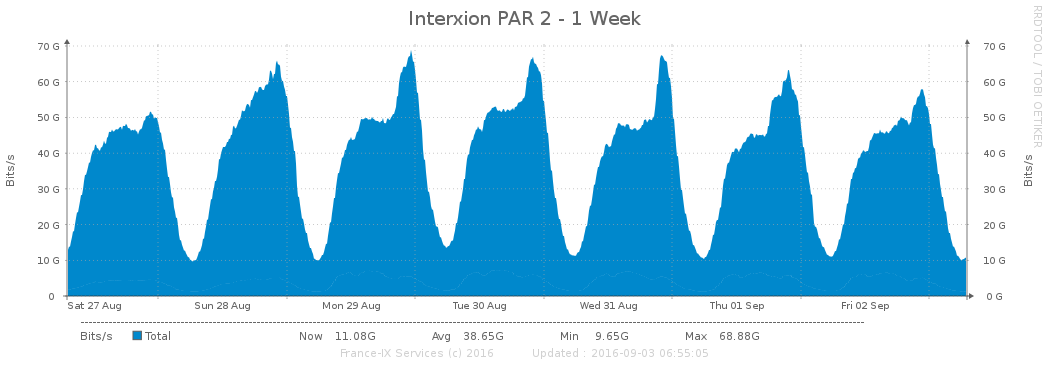 Interxion PAR 2 - 1 Week
RRDTOOL / TOBI OETIKER
Bits/s
70 G 70 G
60 G 60 G
50 G 50 G
40 G 40 G
30 G 30 G
20 G 20 G
10 G 10 G
0 0 G
Bits/s
Sat 27 Aug Sun 28 Aug Mon 29 Aug Tue 30 Aug Wed 31 Aug Thu 01 Sep Fri 02 Sep
Bits/s Total Now 11.08G Avg 38.65G Min 9.65G Max 68.88G
France-IX Services (c) 2016 Updated : 2016-09-03 06:55:05